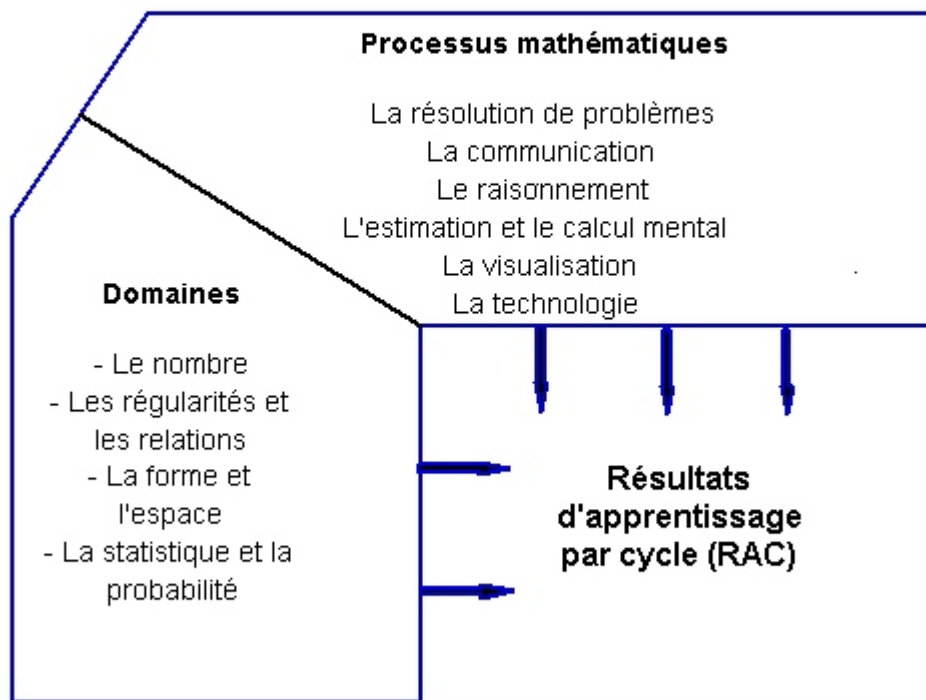 Processus mathématiques
La résolution de problèmes
La communication
Le raisonnement
L'estimation et le calcul mental
La visualisation
La technologie
Domaines
- Le nombre
- Les régularités et
les relations
- La forme et
l'espace
- La statistique et la
probabilité
Résultats
d'apprentissage
par cycle (RAC)